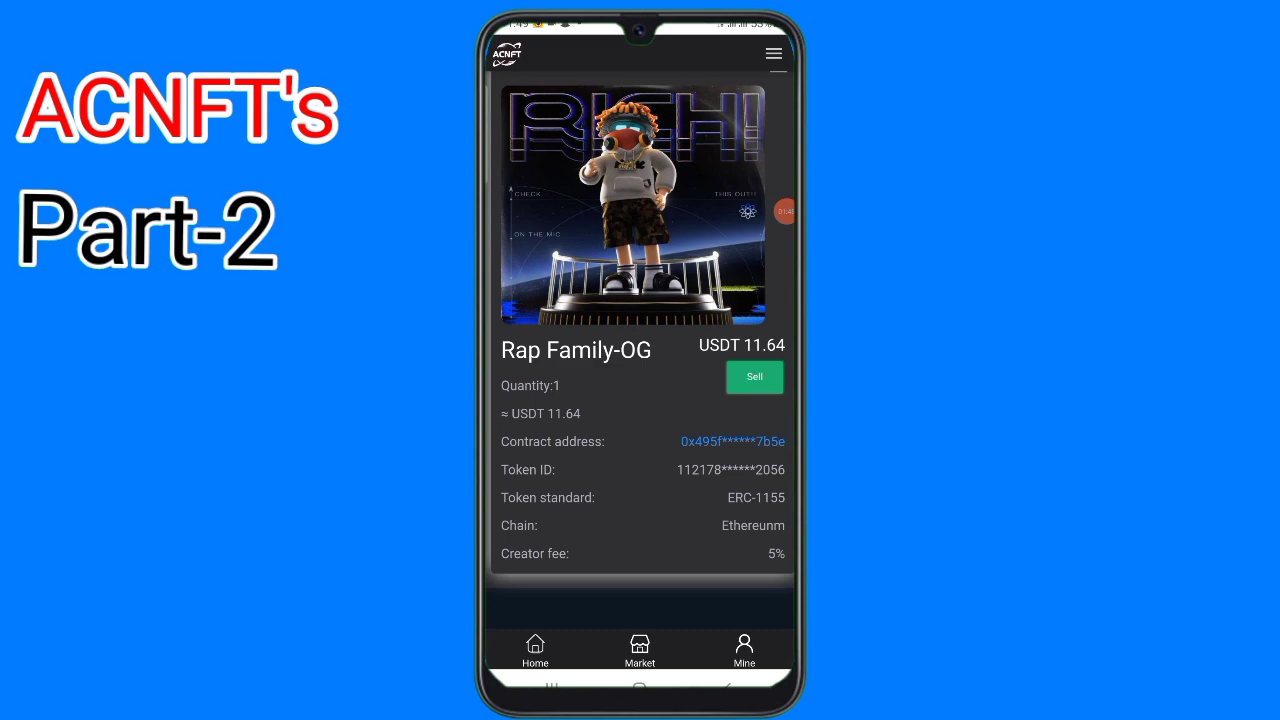 ACNFT's
Part-2
ACNFT
RICH!
CHECK
THIS OUT!!
ON THE MIC
01:48
Rap Family-OG
USDT 11.64
Sell
Quantity:1
≈ USDT 11.64
Contract address:
0x495f******7b5e
Token ID:
112178******2056
Token standard:
ERC-1155
Chain:
Ethereunm
Creator fee:
5%
Home
Market
Mine